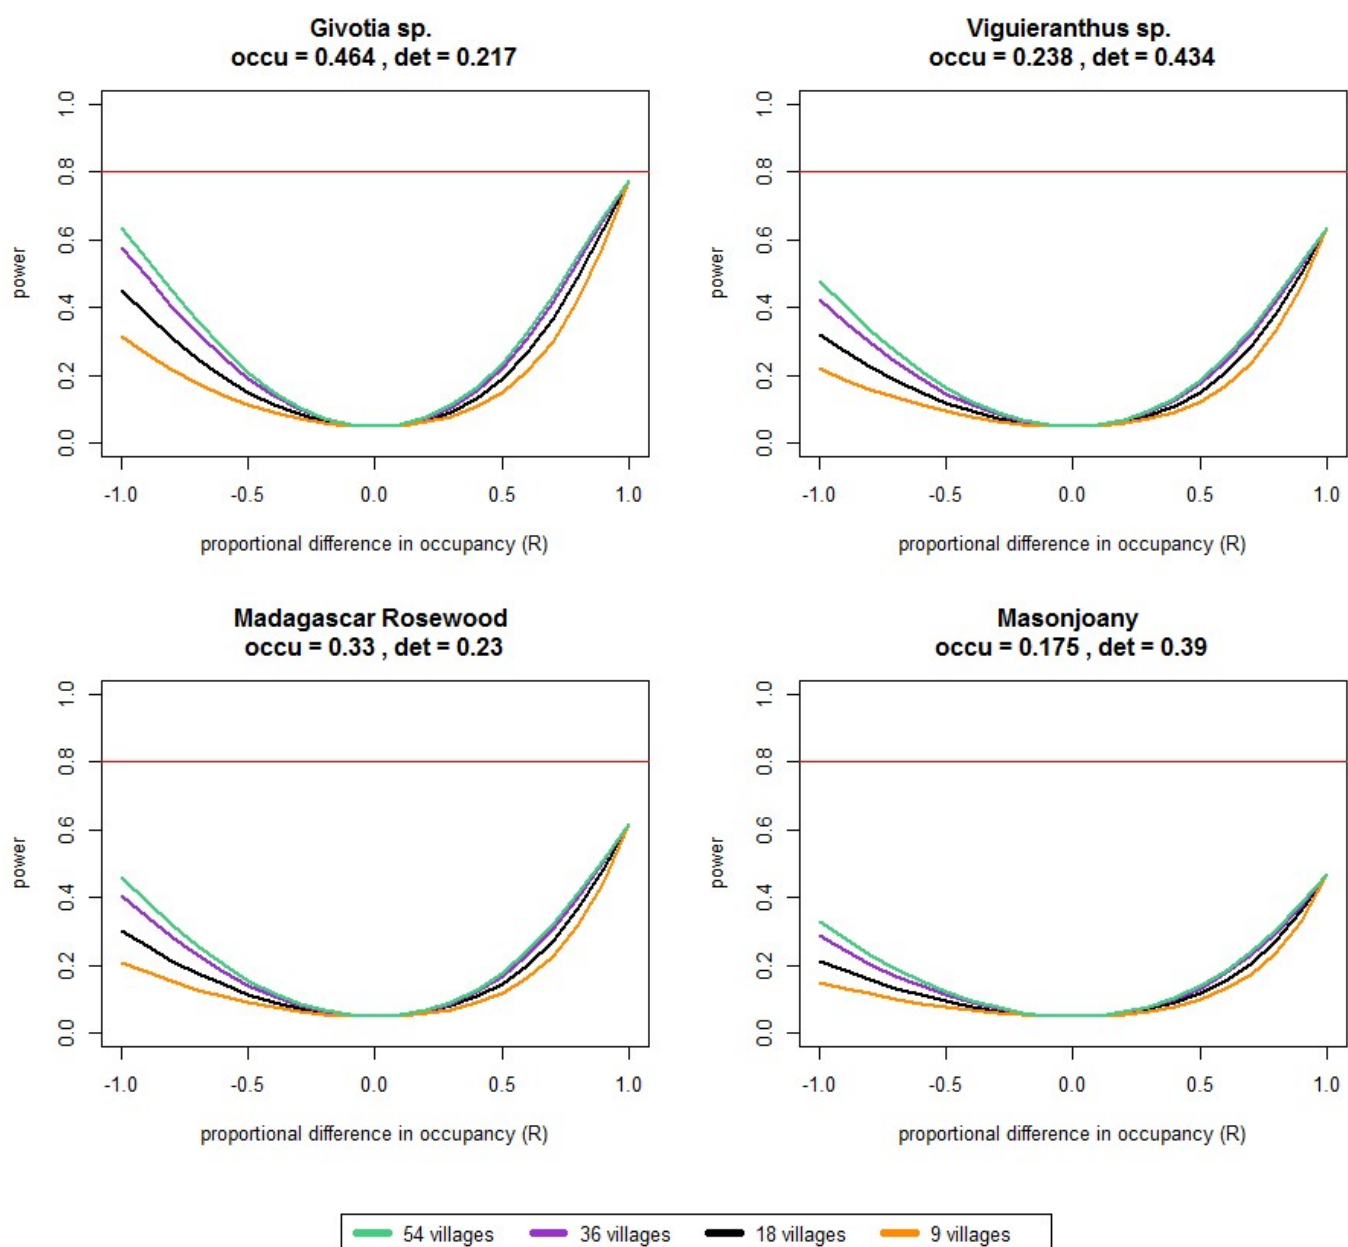 Givotia sp.
occu = 0.464 , det = 0.217
power
1.0
0.8
0.6
0.4
0.2
0.0
-1.0 -0.5 0.0 0.5 1.0
proportional difference in occupancy (R)
Viguieranthus sp.
occu = 0.238 , det = 0.434
power
1.0
0.8
0.6
0.4
0.2
0.0
-1.0 -0.5 0.0 0.5 1.0
proportional difference in occupancy (R)
Madagascar Rosewood
occu = 0.33 , det = 0.23
power
1.0
0.8
0.6
0.4
0.2
0.0
-1.0 -0.5 0.0 0.5 1.0
proportional difference in occupancy (R)
Masonjoany
occu = 0.175 , det = 0.39
power
1.0
0.8
0.6
0.4
0.2
0.0
-1.0 -0.5 0.0 0.5 1.0
proportional difference in occupancy (R)
54 villages 36 villages 18 villages 9 villages